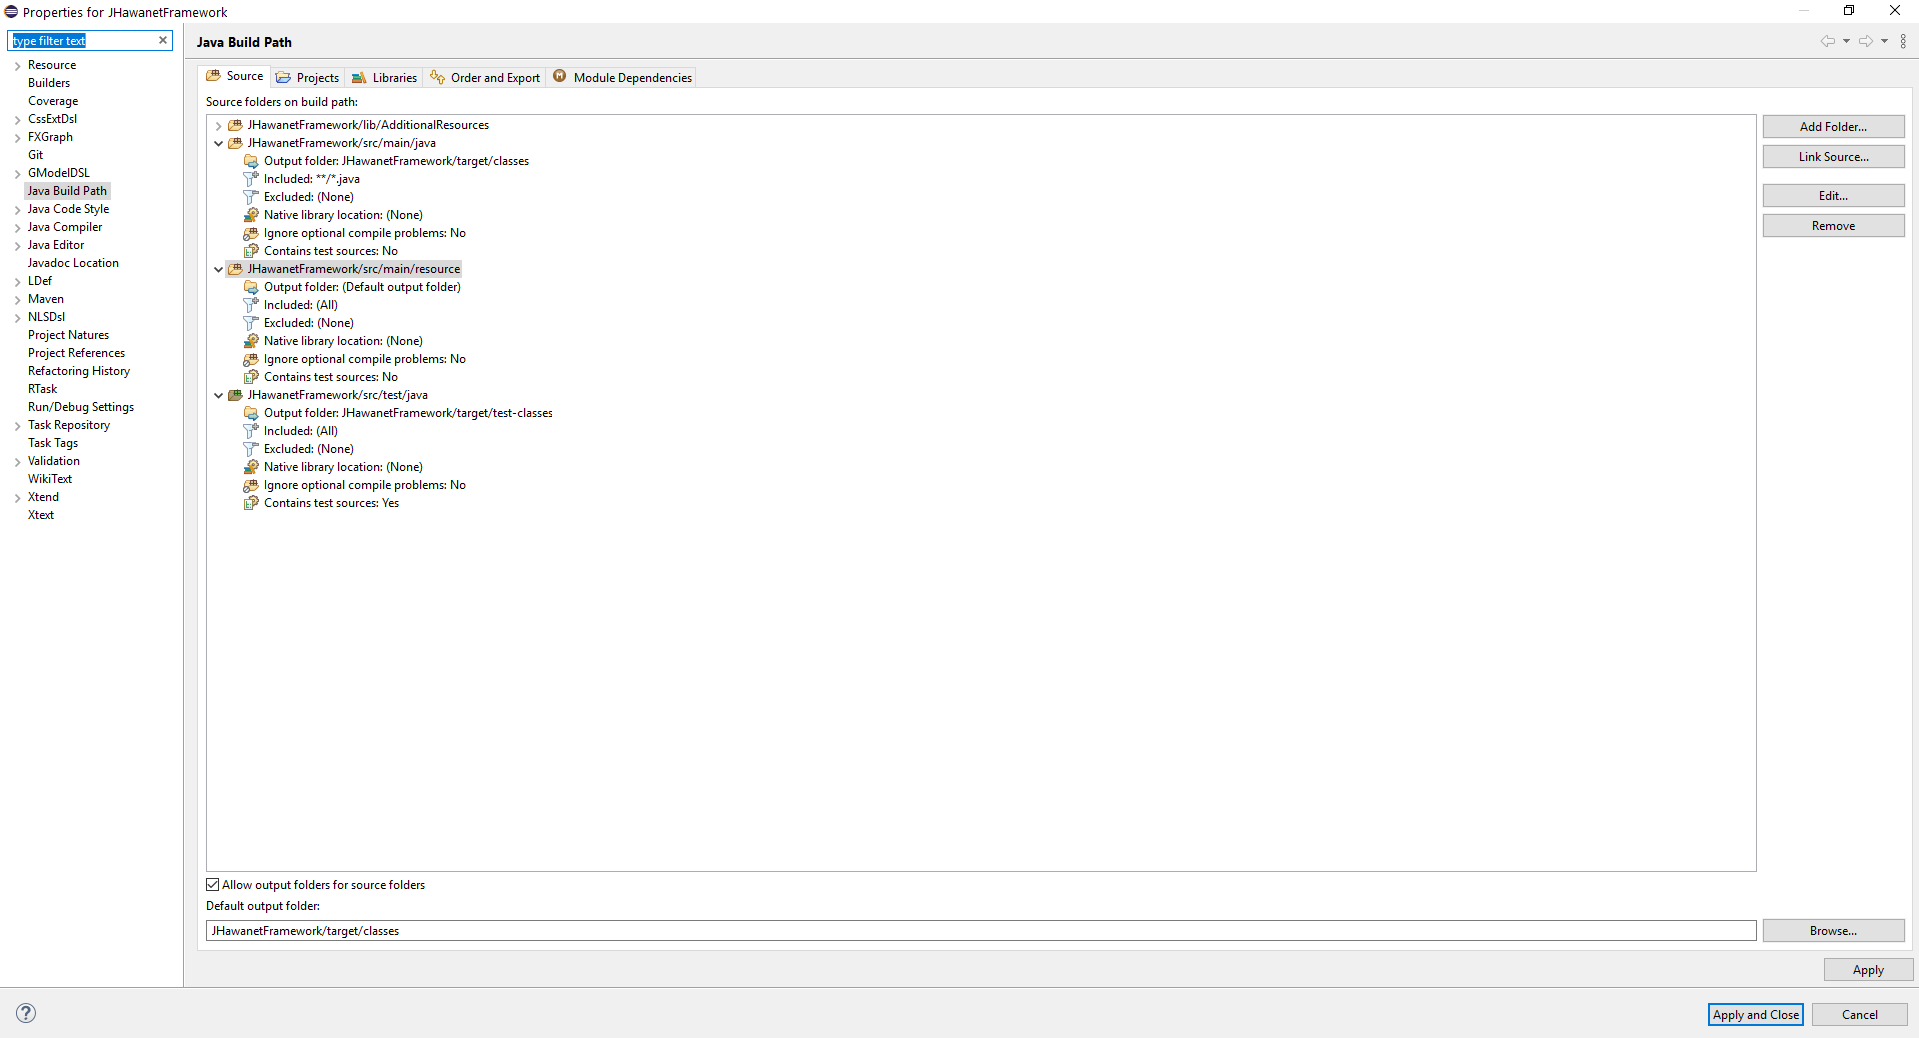 Properties for JHawanetFramework
type filter text
Java Build Path
Resource
Builders
Coverage
CssExtDsl
FXGraph
Git
GModelDSL
Java Build Path
Java Code Style
Java Compiler
Java Editor
Javadoc Location
LDef
Maven
NLSDsl
Project Natures
Project References
Refactoring History
RTask
Run/Debug Settings
Task Repository
Task Tags
Validation
WikiText
Xtend
Xtext
Source Projects Libraries Order and Export Module Dependencies
Source folders on build path:
JHawanetFramework/lib/AdditionalResources
JHawanetFramework/src/main/java
Output folder: JHawanetFramework/target/classes
Included: **/*.java
Excluded: (None)
Native library location: (None)
Ignore optional compile problems: No
Contains test sources: No
JHawanetFramework/src/main/resource
Output folder: (Default output folder)
Included: (All)
Excluded: (None)
Native library location: (None)
Ignore optional compile problems: No
Contains test sources: No
JHawanetFramework/src/test/java
Output folder: JHawanetFramework/target/test-classes
Included: (All)
Excluded: (None)
Native library location: (None)
Ignore optional compile problems: No
Contains test sources: Yes
Add Folder...
Link Source...
Edit...
Remove
Allow output folders for source folders
Default output folder:
JHawanetFramework/target/classes
Browse...
Apply
Apply and Close
Cancel